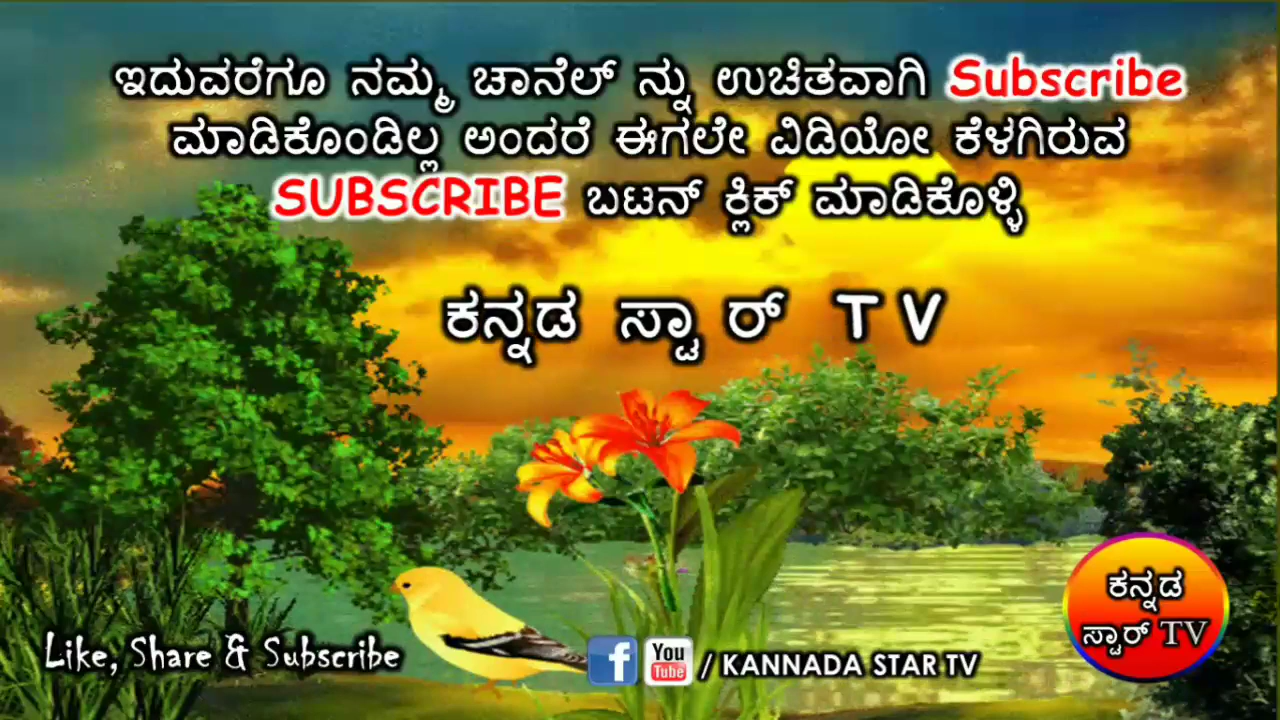 ಇದುವರೆಗೂ ನಮ್ಮ ಚಾನೆಲ್ ನ್ನು ಉಚಿತವಾಗಿ Subscribe
ಮಾಡಿಕೊಂಡಿಲ್ಲ ಅಂದರೆ ಈಗಲೇ ವಿಡಿಯೋ ಕೆಳಗಿರುವ
SUBSCRIBE ಬಟನ್ ಕ್ಲಿಕ್ ಮಾಡಿಕೊಳ್ಳಿ
ಕನ್ನಡ ಸ್ಟಾರ್ TV
ಕನ್ನಡ
ಸ್ಟಾರ್ TV
Like, Share & Subscribe
f You Tube / KANNADA STAR TV